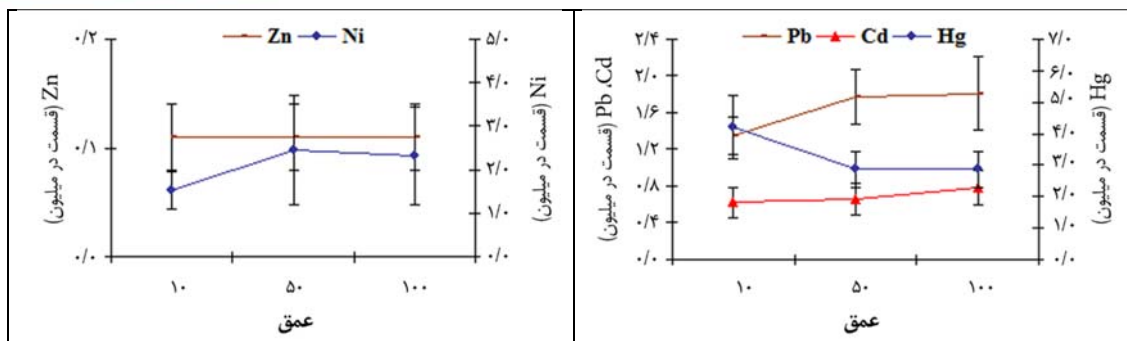 Zn Ni
۰/۲
۰/۱
۰/۰
Zn (قسمت در میلیون)
۵/۰
۴/۰
۳/۰
۲/۰
۱/۰
۰/۰
Ni (قسمت در میلیون)
۱۰ ۵۰ ۱۰۰
عمق
Pb Cd Hg
۲/۴
۲/۰
۱/۶
۱/۲
۰/۸
۰/۴
۰/۰
Pb ،Cd (قسمت در میلیون)
۷/۰
۶/۰
۵/۰
۴/۰
۳/۰
۲/۰
۱/۰
۰/۰
Hg (قسمت در میلیون)
۱۰ ۵۰ ۱۰۰
عمق